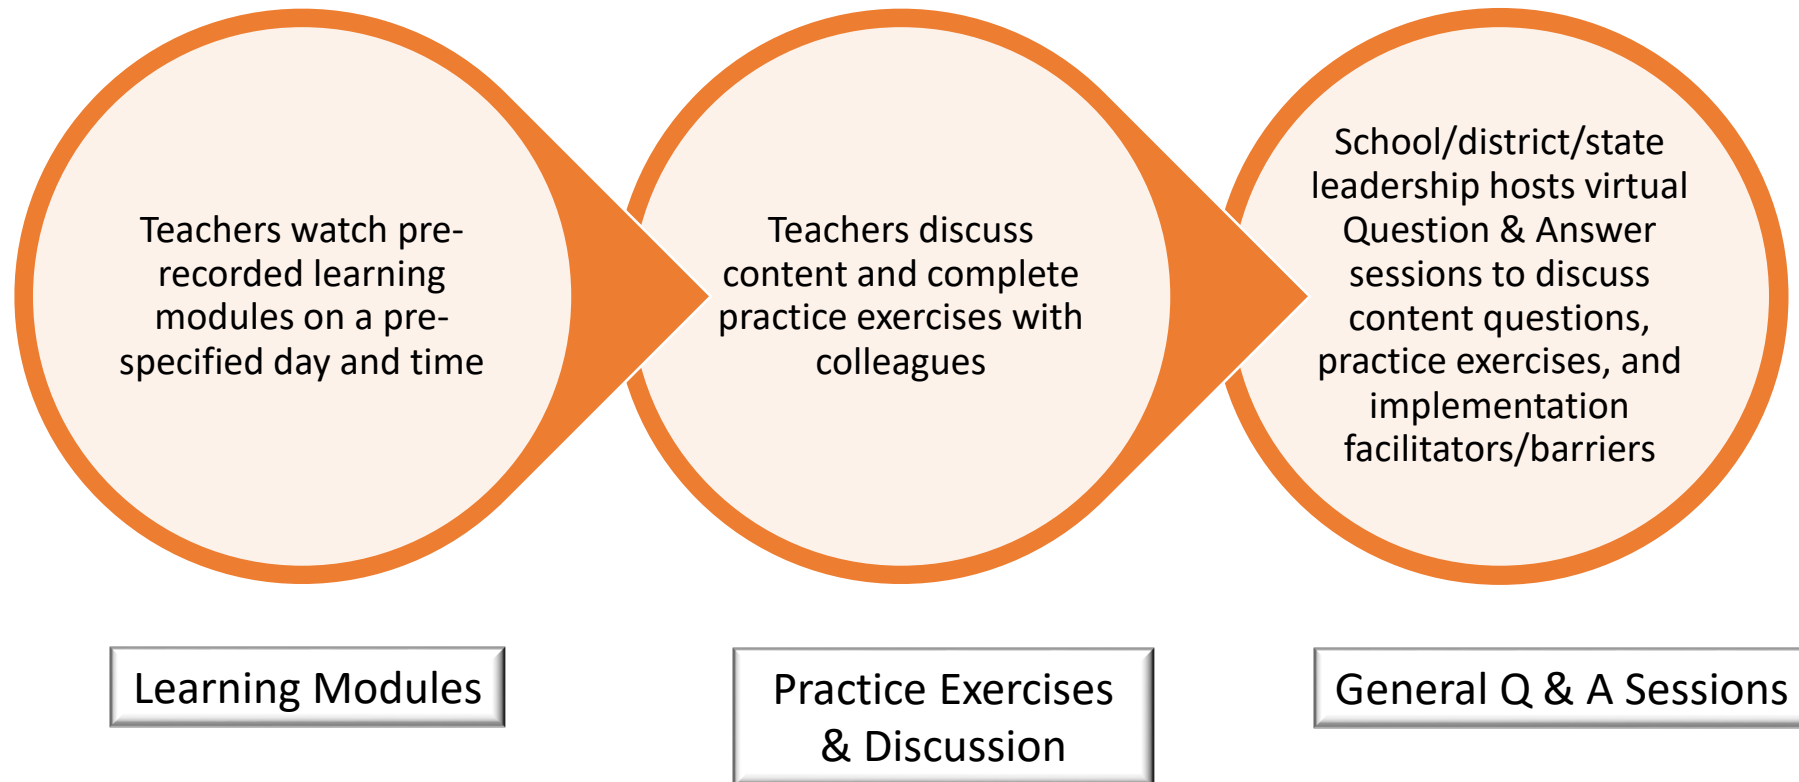 Teachers watch pre-
recorded learning
modules on a pre-
specified day and time
Teachers discuss
content and complete
practice exercises with
colleagues
School/district/state
leadership hosts virtual
Question & Answer
sessions to discuss
content questions,
practice exercises, and
implementation
facilitators/barriers
Learning Modules
Practice Exercises
& Discussion
General Q & A Sessions